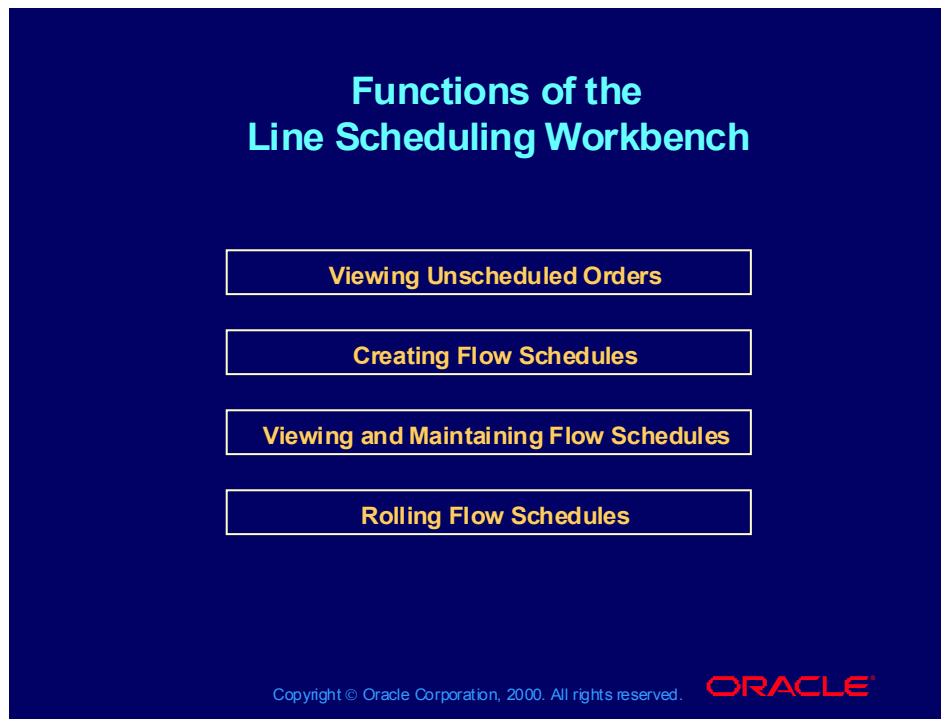 Functions of the
Line Scheduling Workbench
Viewing Unscheduled Orders
Creating Flow Schedules
Viewing and Maintaining Flow Schedules
Rolling Flow Schedules
Copyright © Oracle Corporation, 2000. All rights reserved.
ORACLE®